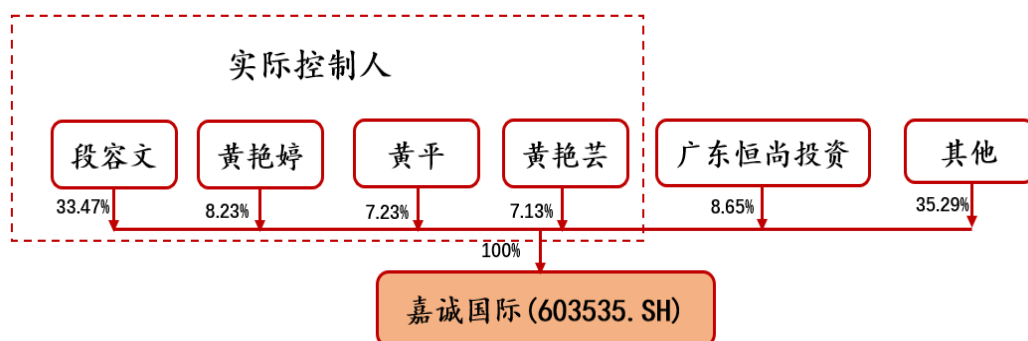 实际控制人
段容文
黄艳婷
黄平
黄艳芸
广东恒尚投资
其他
33.47%
8.23%
7.23%
7.13%
8.65%
35.29%
100%
嘉诚国际(603535.SH)